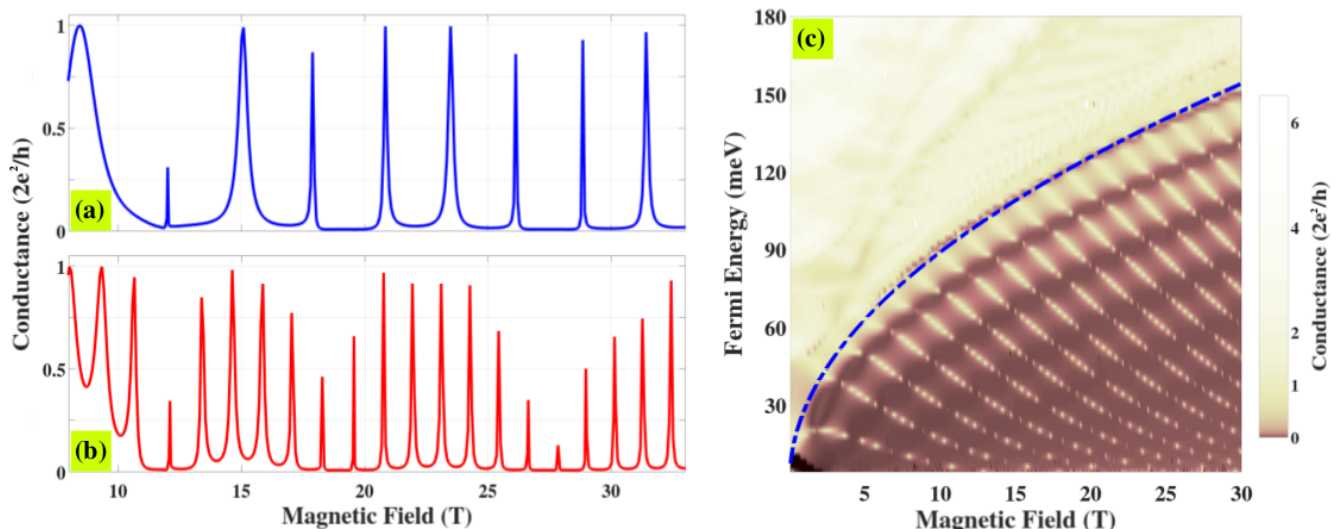 1
0.5
0
(a)
1
0.5
0
(b)
10 15 20 25 30
Conductance (2e²/h)
Magnetic Field (T)
(c)
180
150
120
90
60
30
Fermi Energy (meV)
5 10 15 20 25 30
Magnetic Field (T)
6
4
2
1
0
Conductance (2e²/h)